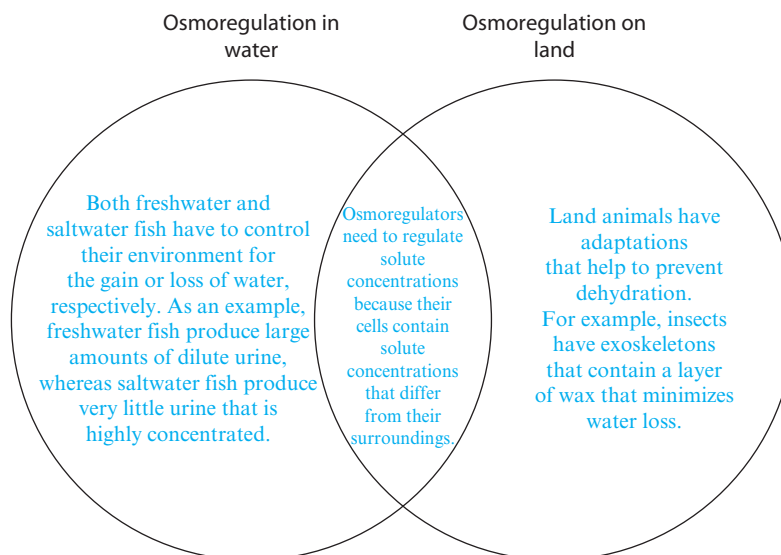 Osmoregulation in
water
Osmoregulation on
land
Both freshwater and
saltwater fish have to control
their environment for
the gain or loss of water,
respectively. As an example,
freshwater fish produce large
amounts of dilute urine,
whereas saltwater fish produce
very little urine that is
highly concentrated.
Osmoregulators
need to regulate
solute
concentrations
because their
cells contain
solute
concentrations
that differ
from their
surroundings.
Land animals have
adaptations
that help to prevent
dehydration.
For example, insects
have exoskeletons
that contain a layer
of wax that minimizes
water loss.